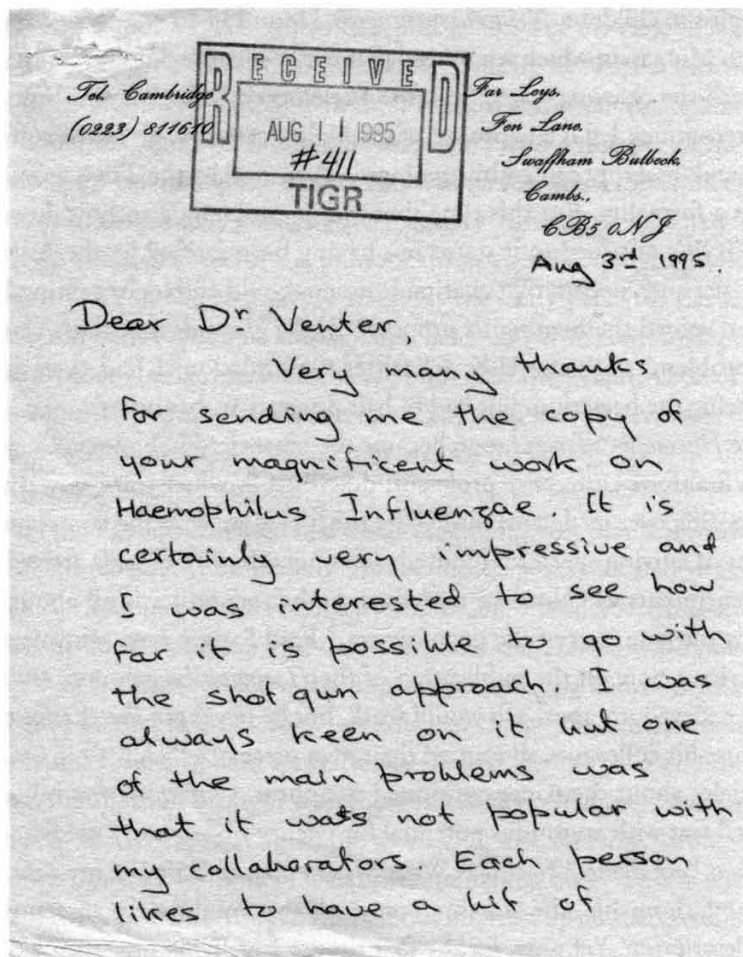 Tel. Cambridge
(0223) 811610
RECEIVED
AUG 11 1995
#411
TIGR
Far Leys,
Fen Lane,
Swaffham Bulbeck,
Cambs.,
CB5 0NJ
Aug 3rd 1995.
Dear Dr Venter,
Very many thanks
for sending me the copy of
your magnificent work on
Haemophilus Influenzae. It is
certainly very impressive and
I was interested to see how
far it is possible to go with
the shotgun approach. I was
always keen on it but one
of the main problems was
that it was not popular with
my collaborators. Each person
likes to have a bit of